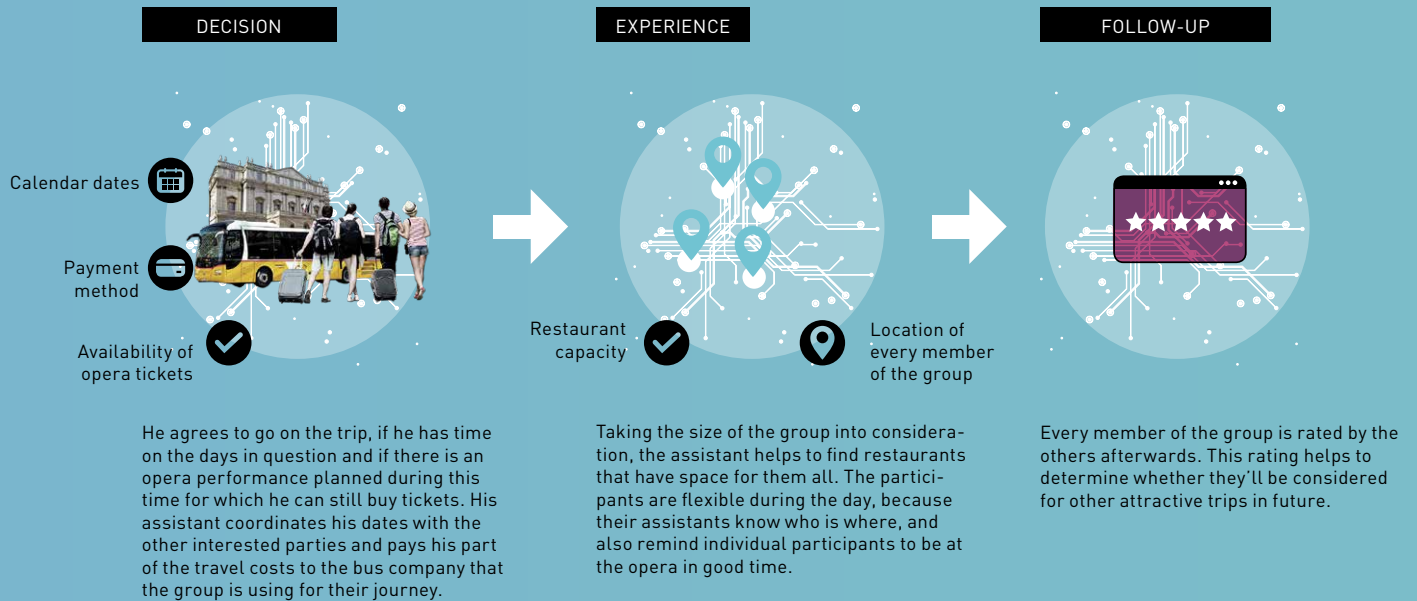 DECISION
Calendar dates
Payment
method
Availability of
opera tickets
He agrees to go on the trip, if he has time
on the days in question and if there is an
opera performance planned during this
time for which he can still buy tickets. His
assistant coordinates his dates with the
other interested parties and pays his part
of the travel costs to the bus company that
the group is using for their journey.
EXPERIENCE
Restaurant
capacity
Location of
every member
of the group
Taking the size of the group into considera-
tion, the assistant helps to find restaurants
that have space for them all. The partici-
pants are flexible during the day, because
their assistants know who is where, and
also remind individual participants to be at
the opera in good time.
FOLLOW-UP
Every member of the group is rated by the
others afterwards. This rating helps to
determine whether they’ll be considered
for other attractive trips in future.